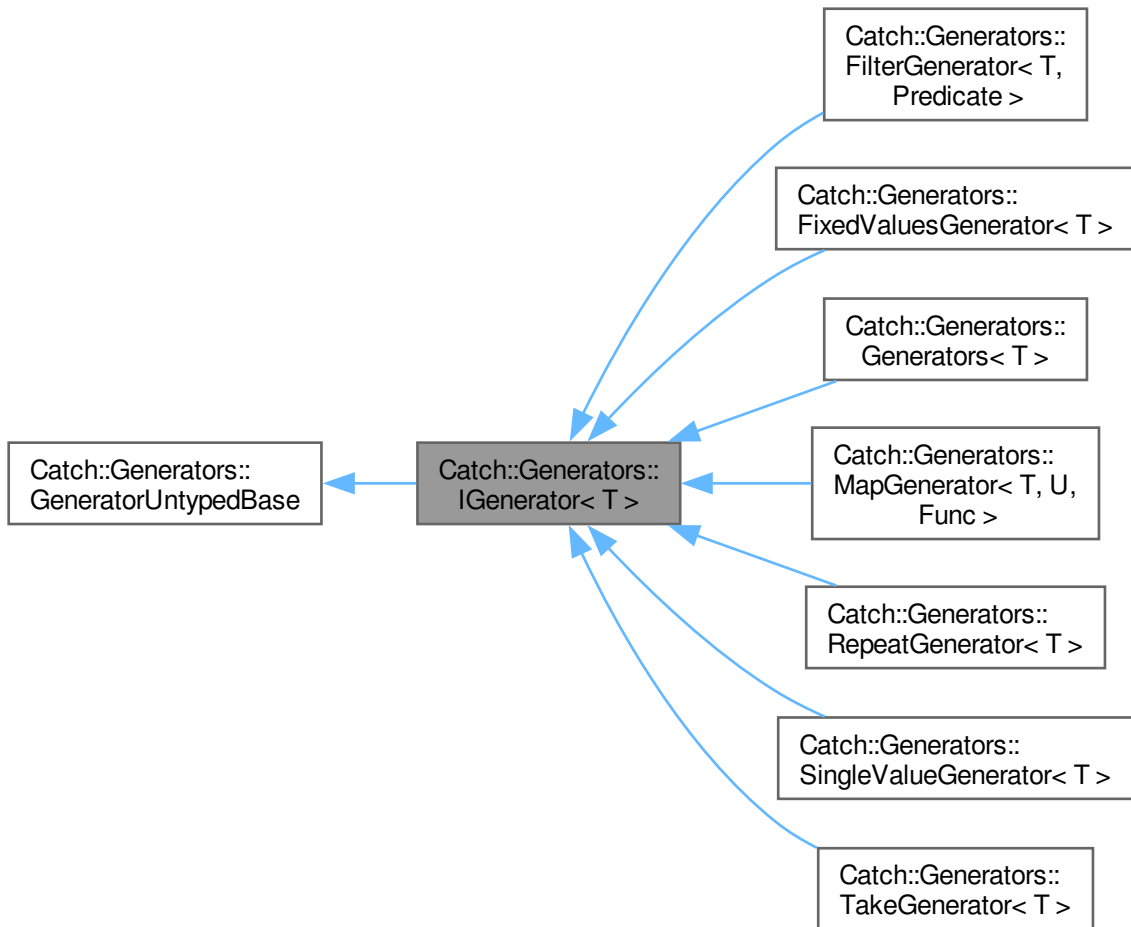 Catch::Generators::
FilterGenerator< T,
Predicate >
Catch::Generators::
FixedValuesGenerator< T >
Catch::Generators::
Generators< T >
Catch::Generators::
GeneratorUntypedBase
Catch::Generators::
IGenerator< T >
Catch::Generators::
MapGenerator< T, U,
Func >
Catch::Generators::
RepeatGenerator< T >
Catch::Generators::
SingleValueGenerator< T >
Catch::Generators::
TakeGenerator< T >